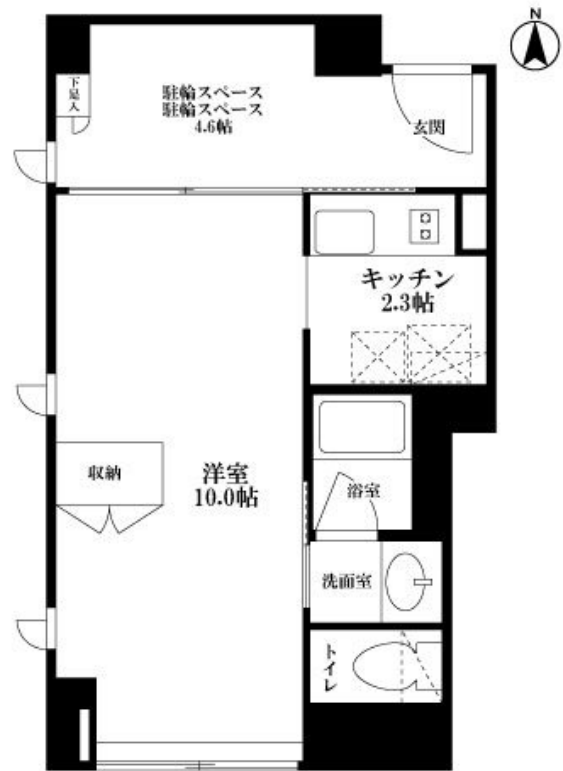 N
下足入
駐輪スペース
駐輪スペース
4.6帖
玄関
キッチン
2.3帖
収納
洋室
10.0帖
浴室
洗面室
トイレ